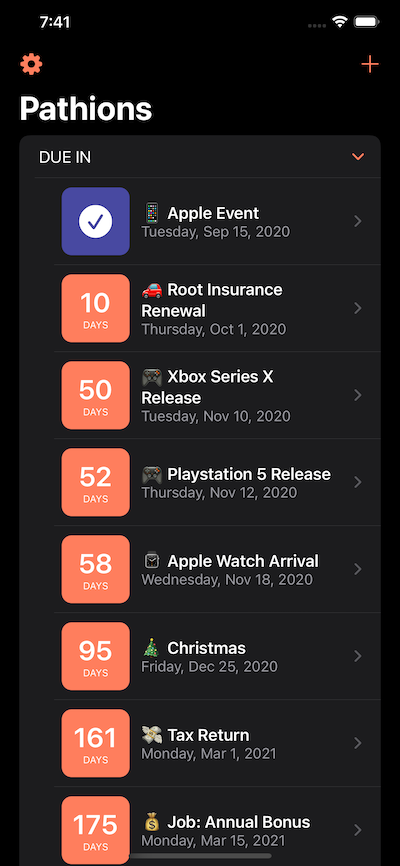 7:41
Pathions
DUE IN
📱 Apple Event
Tuesday, Sep 15, 2020
10
DAYS
🚗 Root Insurance
Renewal
Thursday, Oct 1, 2020
50
DAYS
🎮 Xbox Series X
Release
Tuesday, Nov 10, 2020
52
DAYS
🎮 Playstation 5 Release
Thursday, Nov 12, 2020
58
DAYS
⌚ Apple Watch Arrival
Wednesday, Nov 18, 2020
95
DAYS
🎄 Christmas
Friday, Dec 25, 2020
161
DAYS
💸 Tax Return
Monday, Mar 1, 2021
175
DAYS
💰 Job: Annual Bonus
Monday, Mar 15, 2021